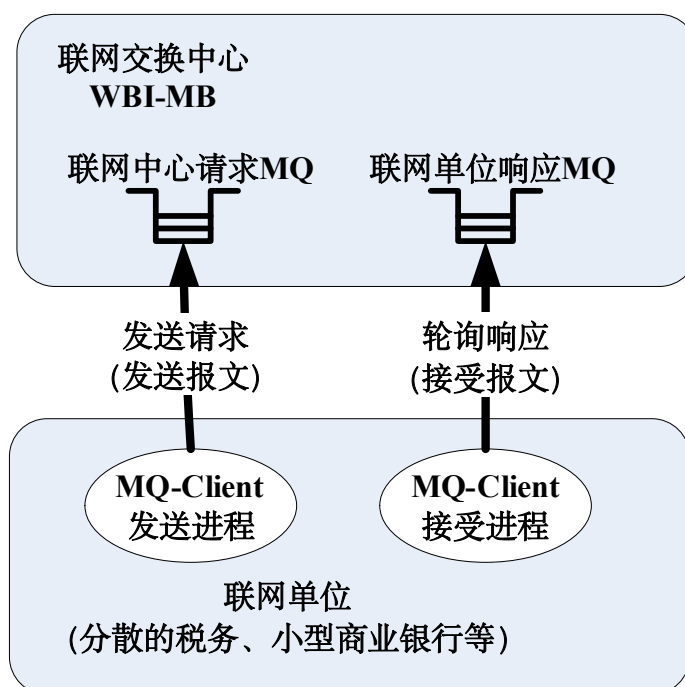 联网交换中心
WBI-MB
联网中心请求MQ
联网单位响应MQ
发送请求
(发送报文)
轮询响应
(接受报文)
MQ-Client
发送进程
MQ-Client
接受进程
联网单位
(分散的税务、小型商业银行等)